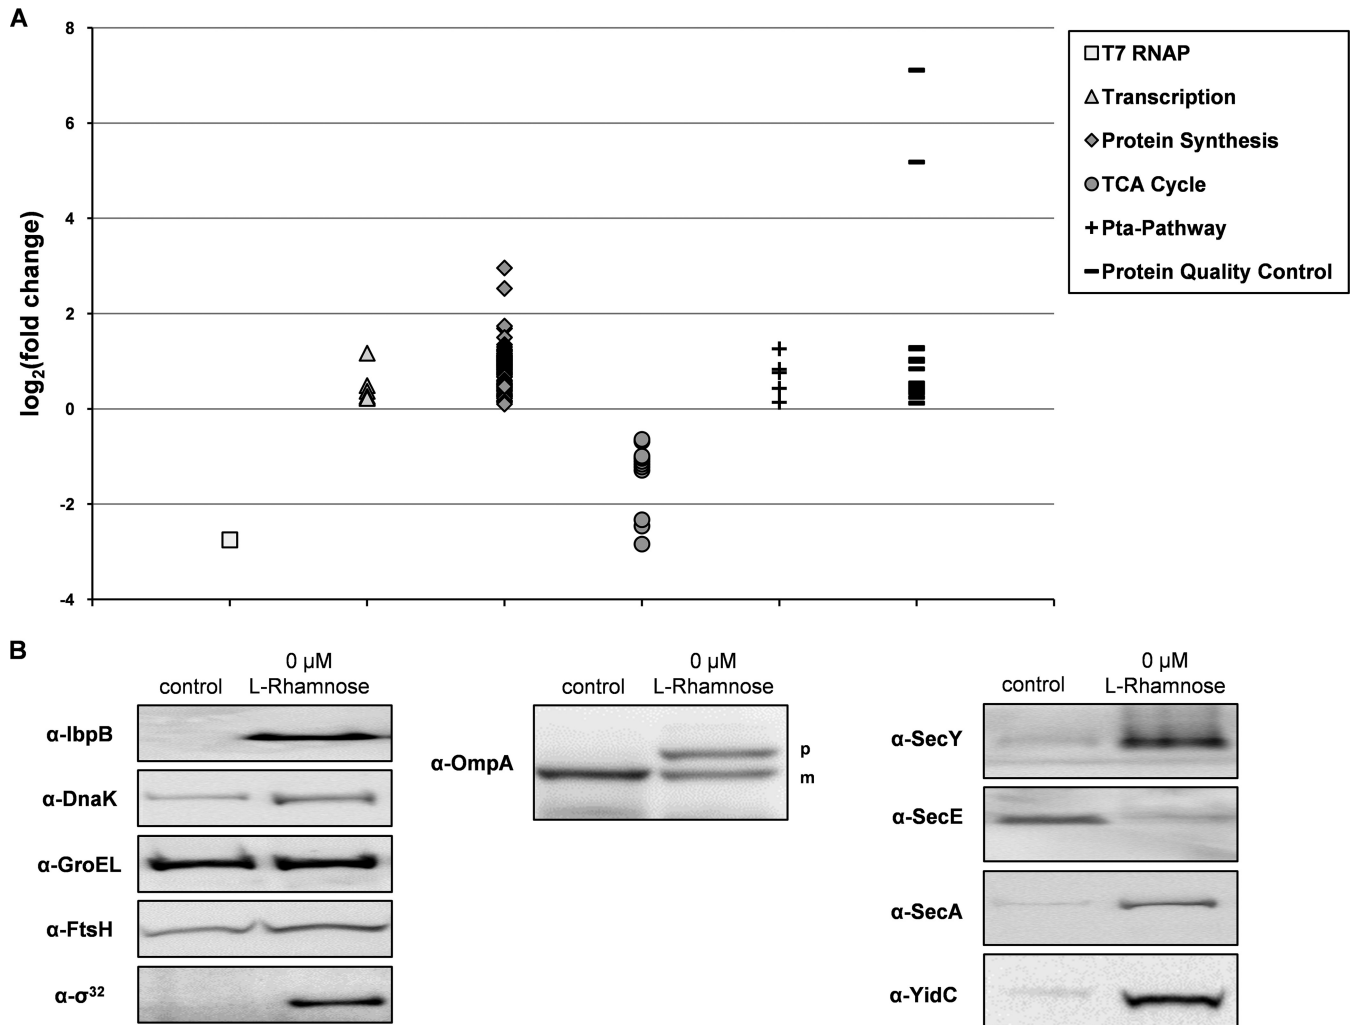 A
8
6
4
2
0
-2
-4
log2(fold change)
T7 RNAP
Transcription
Protein Synthesis
TCA Cycle
Pta-Pathway
Protein Quality Control
B
control
0 µM
L-Rhamnose
α-IbpB
α-DnaK
α-GroEL
α-FtsH
α-σ32
control
0 µM
L-Rhamnose
α-OmpA
p
m
control
0 µM
L-Rhamnose
α-SecY
α-SecE
α-SecA
α-YidC